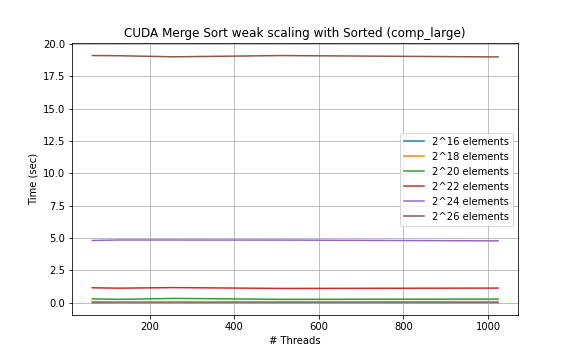 CUDA Merge Sort weak scaling with Sorted (comp_large)
20.0
17.5
15.0
12.5
10.0
7.5
5.0
2.5
0.0
Time (sec)
2^16 elements
2^18 elements
2^20 elements
2^22 elements
2^24 elements
2^26 elements
200 400 600 800 1000
# Threads